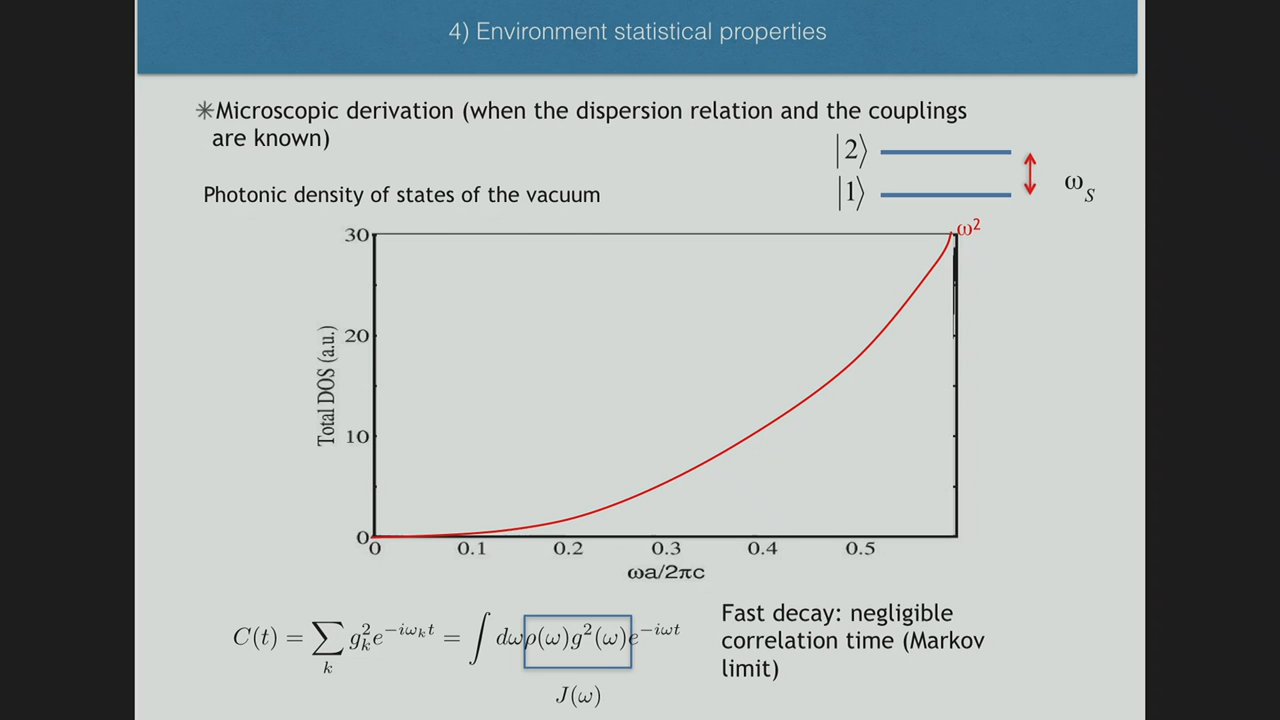 4) Environment statistical properties
✳Microscopic derivation (when the dispersion relation and the couplings
are known)
|2⟩
|1⟩
ω_S
Photonic density of states of the vacuum
ω²
30
20
10
0
Total DOS (a.u.)
0 0.1 0.2 0.3 0.4 0.5
ωa/2πc
C(t) = ∑_k g_k² e^{-iω_k t} = ∫ dωρ(ω)g²(ω)e^{-iωt}
J(ω)
Fast decay: negligible
correlation time (Markov
limit)